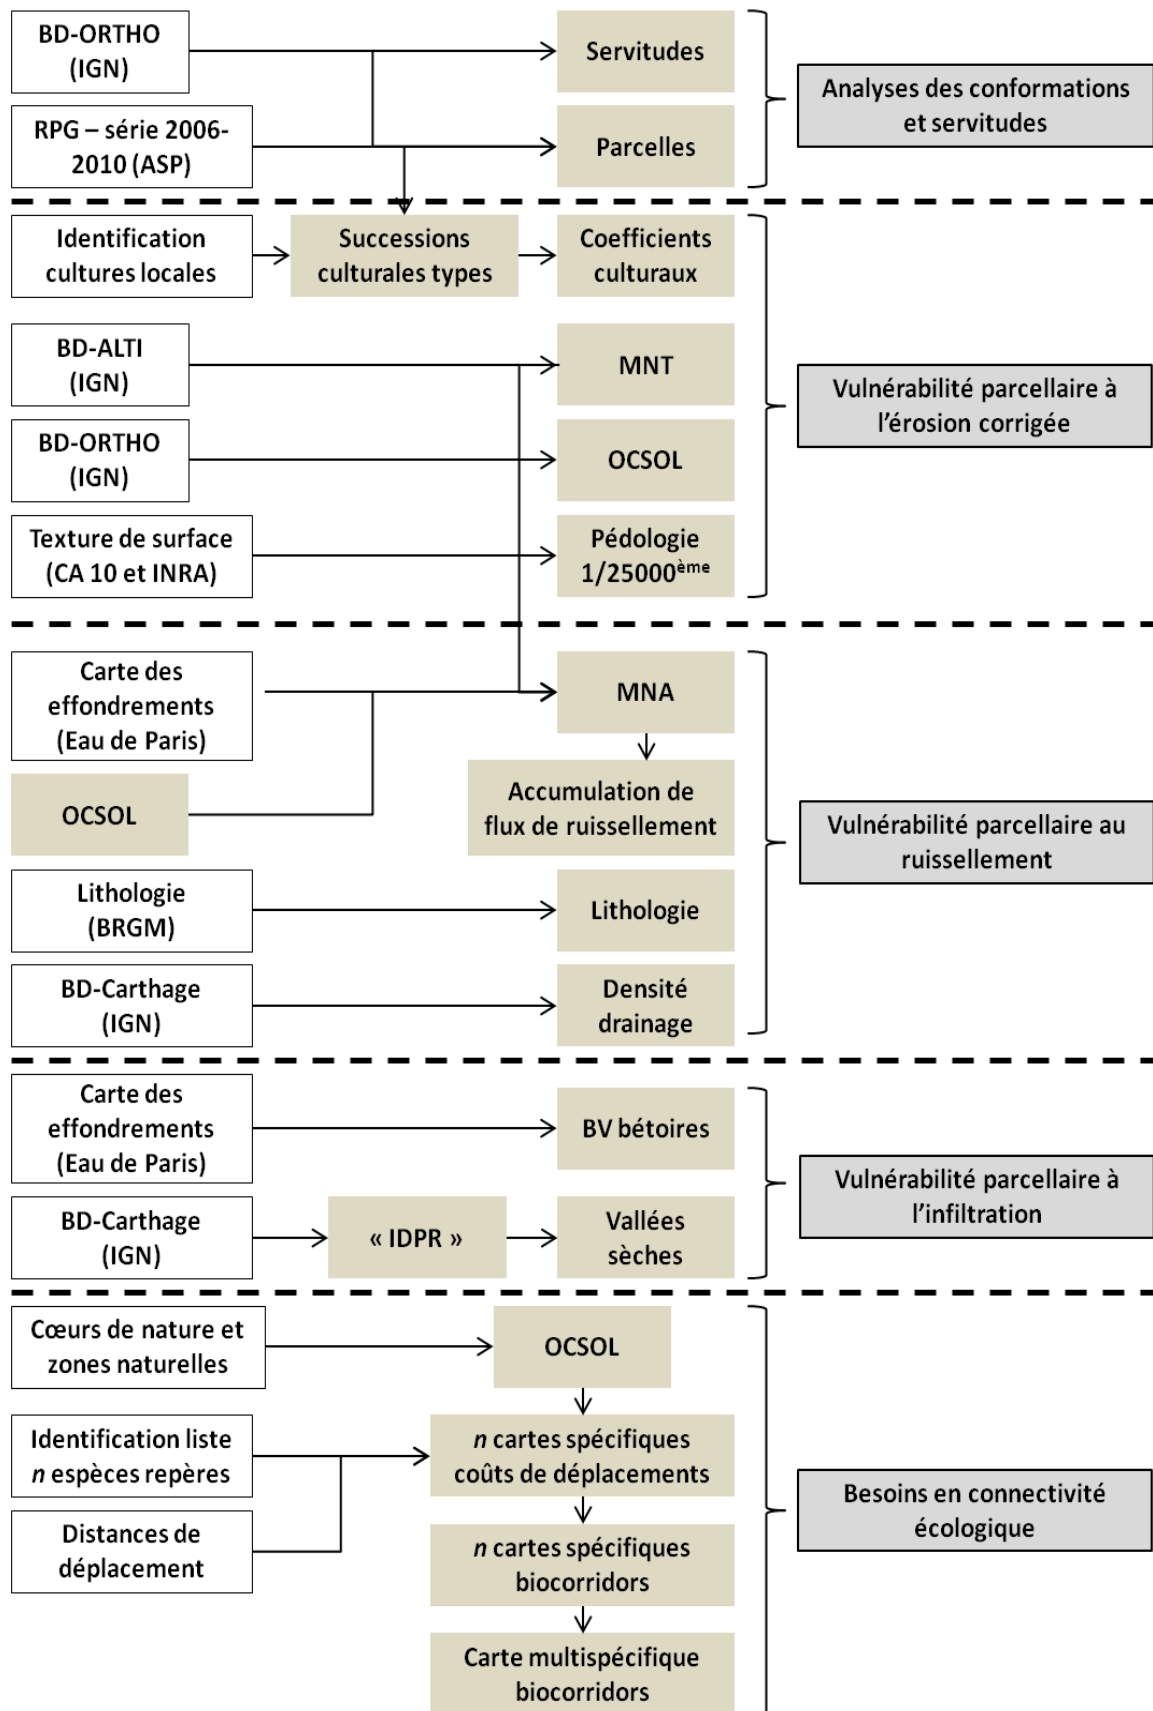 BD-ORTHO
(IGN)
Servitudes
RPG – série 2006-
2010 (ASP)
Parcelles
Analyses des conformations
et servitudes
Identification
cultures locales
Successions
culturales types
Coefficients
culturaux
BD-ALTI
(IGN)
MNT
BD-ORTHO
(IGN)
OCSOL
Texture de surface
(CA 10 et INRA)
Pédologie
1/25000ème
Vulnérabilité parcellaire à
l’érosion corrigée
Carte des
effondrements
(Eau de Paris)
MNA
OCSOL
Accumulation de
flux de ruissellement
Lithologie
(BRGM)
Lithologie
BD-Carthage
(IGN)
Densité
drainage
Vulnérabilité parcellaire au
ruissellement
Carte des
effondrements
(Eau de Paris)
BV bétoires
BD-Carthage
(IGN)
« IDPR »
Vallées
sèches
Vulnérabilité parcellaire à
l’infiltration
Cœurs de nature et
zones naturelles
OCSOL
Identification liste
n espèces repères
n cartes spécifiques
coûts de déplacements
Distances de
déplacement
n cartes spécifiques
biocorridors
Carte multispécifique
biocorridors
Besoins en connectivité
écologique